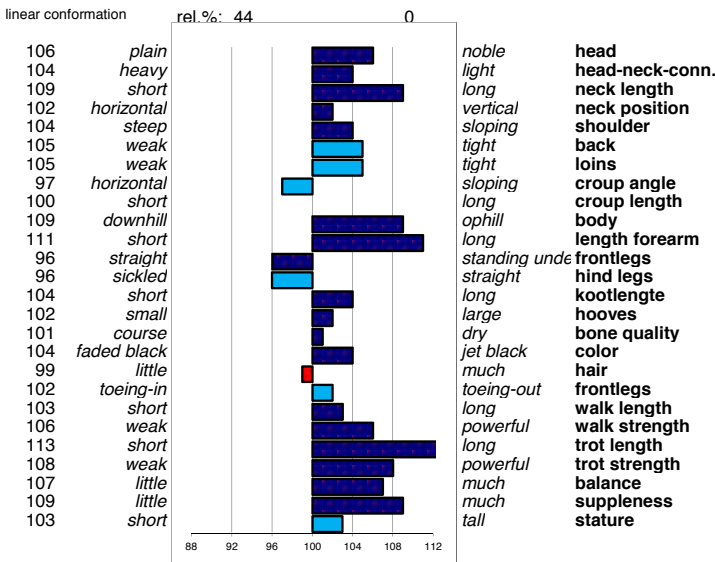 linear conformation rel.%: 44 0
106 plain noble head
104 heavy light head-neck-conn.
109 short long neck length
102 horizontal vertical neck position
104 steep sloping shoulder
105 weak tight back
105 weak tight loins
97 horizontal sloping croup angle
100 short long croup length
109 downhill ophill body
111 short long length forearm
96 straight standing unde frontlegs
96 sickled straight hind legs
104 short long kootlengte
102 small large hooves
101 course dry bone quality
104 faded black jet black color
99 little much hair
102 toeing-in toeing-out frontlegs
103 short long walk length
106 weak powerful walk strength
113 short long trot length
108 weak powerful trot strength
107 little much balance
109 little much suppleness
103 short tall stature
88 92 96 100 104 108 112